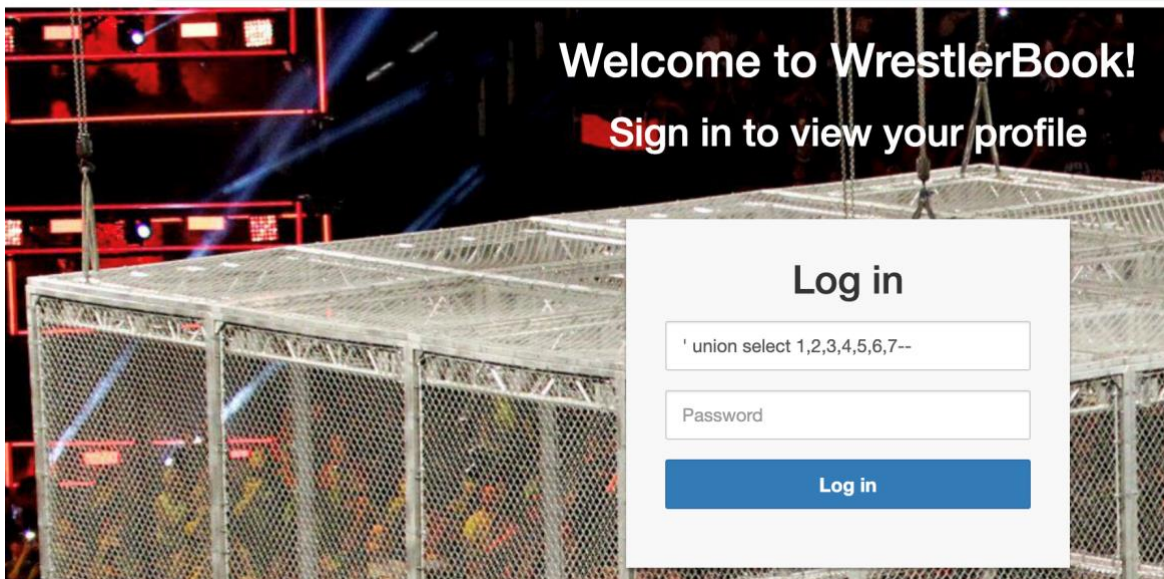 Welcome to WrestlerBook!
Sign in to view your profile
Log in
' union select 1,2,3,4,5,6,7--
Password
Log in